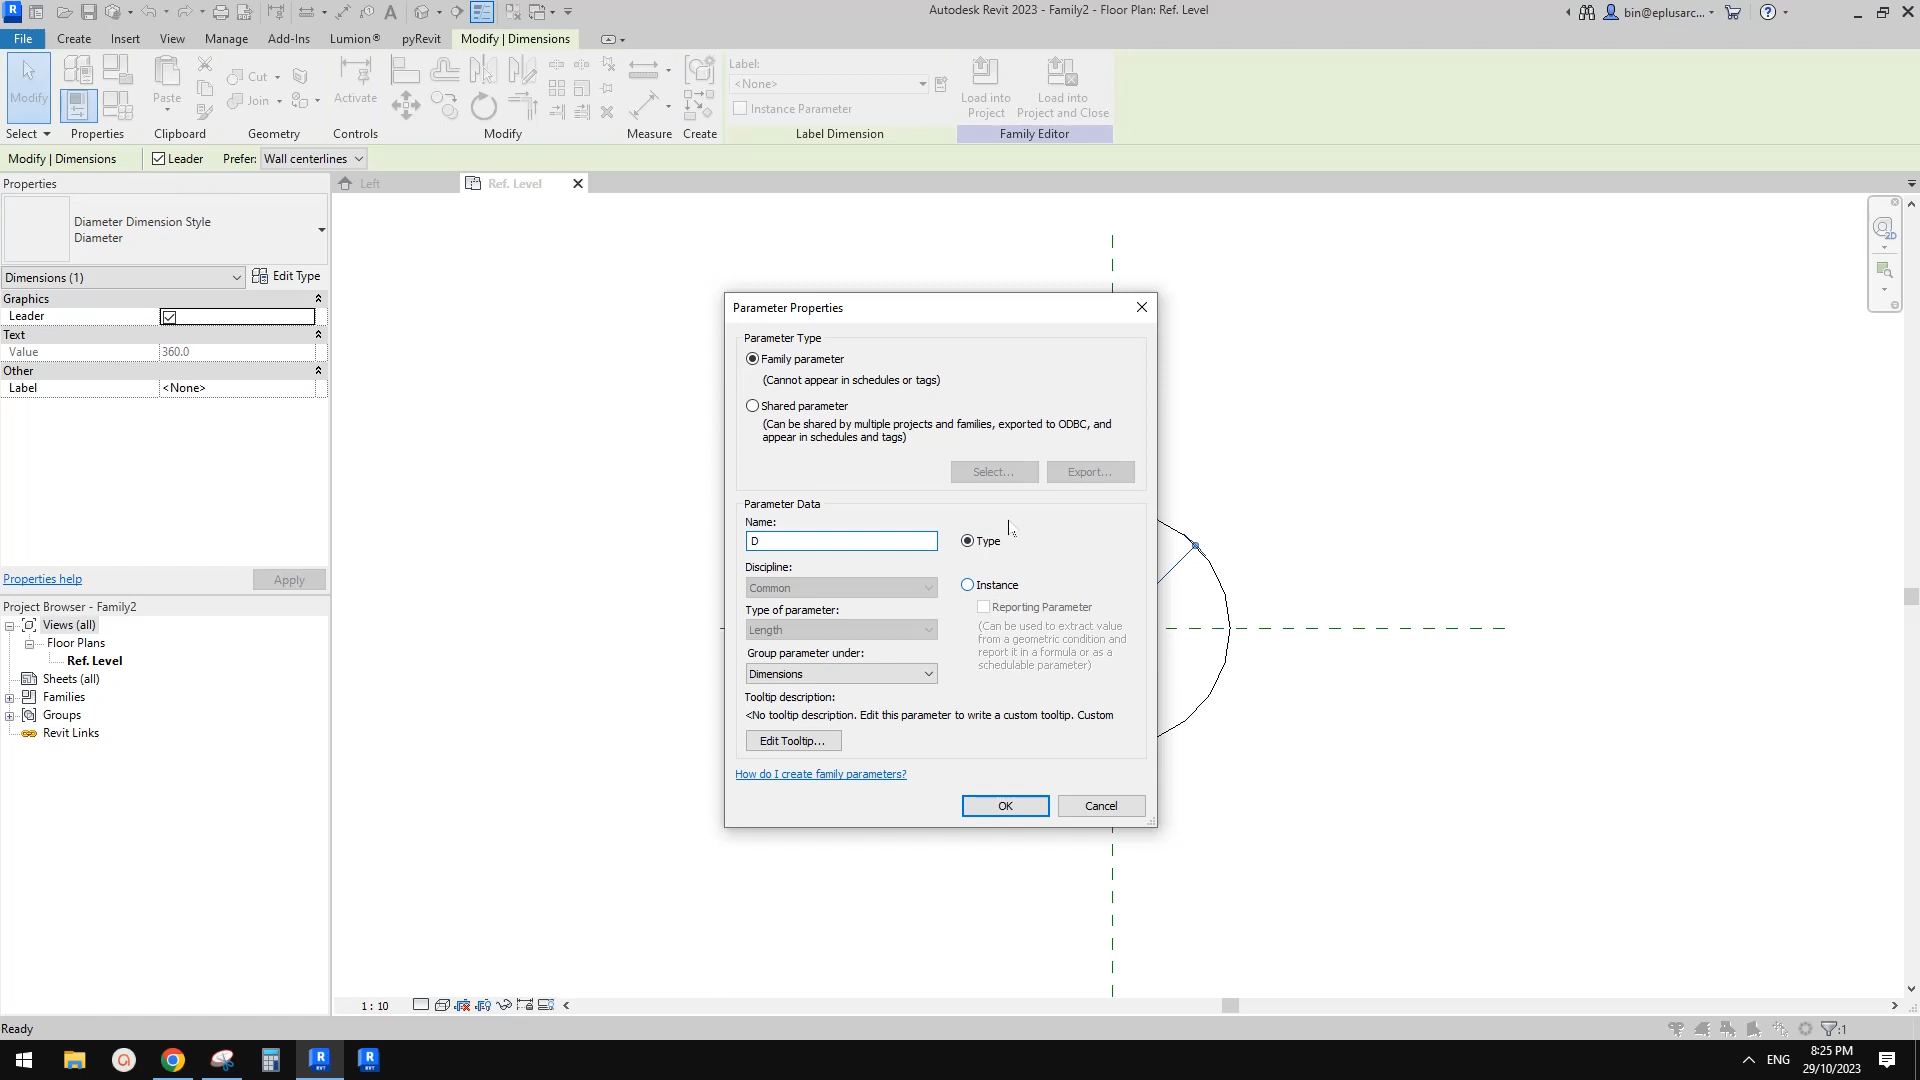 Autodesk Revit 2023 - Family2 - Floor Plan: Ref. Level
bin@eplusarc...
File Create Insert View Manage Add-Ins Lumion® pyRevit Modify | Dimensions
Modify
Paste
Cut
Join
Activate
Label:
<None>
Instance Parameter
Load into
Project
Load into
Project and Close
Select Properties Clipboard Geometry Controls Modify Measure Create Label Dimension Family Editor
Modify | Dimensions Leader Prefer: Wall centerlines
Properties
Left
Ref. Level
Diameter Dimension Style
Diameter
Dimensions (1)
Edit Type
Graphics
Leader
Text
Value 360.0
Other
Label <None>
Properties help
Apply
Project Browser - Family2
Views (all)
Floor Plans
Ref. Level
Sheets (all)
Families
Groups
Revit Links
Parameter Properties
Parameter Type
Family parameter
(Cannot appear in schedules or tags)
Shared parameter
(Can be shared by multiple projects and families, exported to ODBC, and
appear in schedules and tags)
Select...
Export...
Parameter Data
Name:
D
Type
Discipline:
Common
Instance
Reporting Parameter
(Can be used to extract value
from a geometric condition and
report it in a formula or as a
schedulable parameter)
Type of parameter:
Length
Group parameter under:
Dimensions
Tooltip description:
<No tooltip description. Edit this parameter to write a custom tooltip. Custom
Edit Tooltip...
How do I create family parameters?
OK
Cancel
1 : 10
Ready
:1
ENG
8:25 PM
29/10/2023